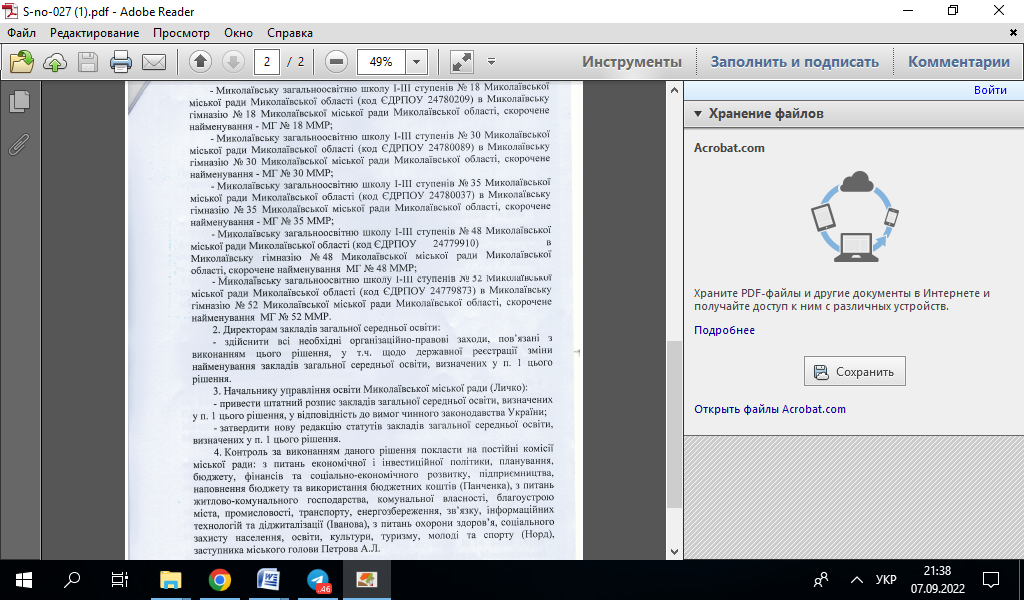 S-no-027 (1).pdf - Adobe Reader
Файл Редактирование Просмотр Окно Справка
2 / 2 49% Инструменты Заполнить и подписать Комментарии
Войти
- Миколаївську загальноосвітню школу І-ІІІ ступенів № 18 Миколаївської
міської ради Миколаївської області (код ЄДРПОУ 24780209) в Миколаївську
гімназію № 18 Миколаївської міської ради Миколаївської області, скорочене
найменування - МГ № 18 ММР;
- Миколаївську загальноосвітню школу І-ІІІ ступенів № 30 Миколаївської
міської ради Миколаївської області (код ЄДРПОУ 24780089) в Миколаївську
гімназію № 30 Миколаївської міської ради Миколаївської області, скорочене
найменування - МГ № 30 ММР;
- Миколаївську загальноосвітню школу І-ІІІ ступенів № 35 Миколаївської
міської ради Миколаївської області (код ЄДРПОУ 24780037) в Миколаївську
гімназію № 35 Миколаївської міської ради Миколаївської області, скорочене
найменування - МГ № 35 ММР;
- Миколаївську загальноосвітню школу І-ІІІ ступенів № 48 Миколаївської
міської ради Миколаївської області (код ЄДРПОУ 24779910) в
Миколаївську гімназію № 48 Миколаївської міської ради Миколаївської
області, скорочене найменування МГ № 48 ММР;
- Миколаївську загальноосвітню школу І-ІІІ ступенів № 52 Миколаївської
міської ради Миколаївської області (код ЄДРПОУ 24779873) в Миколаївську
гімназію № 52 Миколаївської міської ради Миколаївської області, скорочене
найменування МГ № 52 ММР.
2. Директорам закладів загальної середньої освіти:
- здійснити всі необхідні організаційно-правові заходи, пов’язані з
виконанням цього рішення, у т.ч. щодо державної реєстрації зміни
найменування закладів загальної середньої освіти, визначених у п. 1 цього
рішення.
3. Начальнику управління освіти Миколаївської міської ради (Личко):
- привести штатний розпис закладів загальної середньої освіти, визначених
у п. 1 цього рішення, у відповідність до вимог чинного законодавства України;
- затвердити нову редакцію статутів закладів загальної середньої освіти,
визначених у п. 1 цього рішення.
4. Контроль за виконанням даного рішення покласти на постійні комісії
міської ради: з питань економічної і інвестиційної політики, планування,
бюджету, фінансів та соціально-економічного розвитку, підприємництва,
наповнення бюджету та використання бюджетних коштів (Панченка), з питань
житлово-комунального господарства, комунальної власності, благоустрою
міста, промисловості, транспорту, енергозбереження, зв’язку, інформаційних
технологій та діджиталізації (Іванова), з питань охорони здоров’я, соціального
захисту населення, освіти, культури, туризму, молоді та спорту (Норд),
заступника міського голови Петрова А.Л.
Хранение файлов
Acrobat.com
Храните PDF-файлы и другие документы в Интернете и
получайте доступ к ним с различных устройств.
Подробнее
Сохранить
Открыть файлы Acrobat.com
46
УКР
21:38
07.09.2022